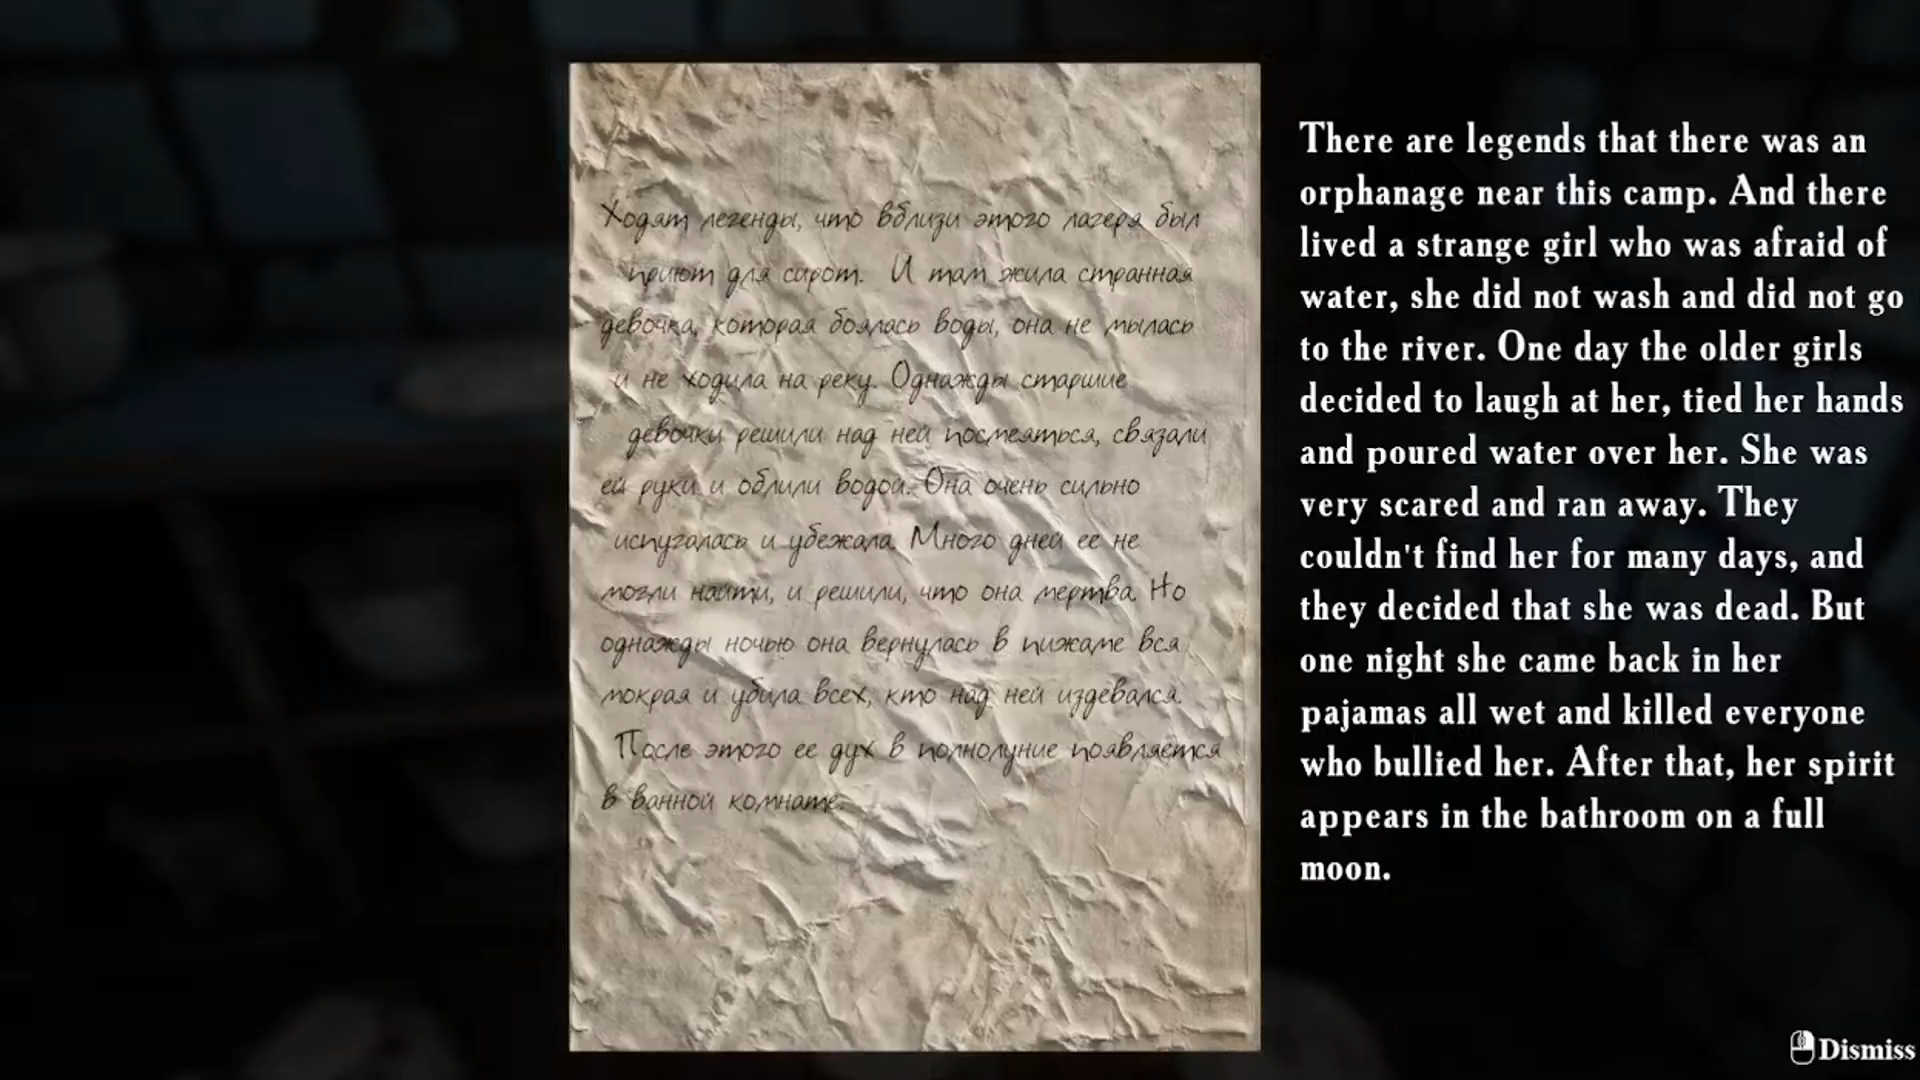 Ходят легенды, что вблизи этого лагеря был
приют для сирот. И там жила странная
девочка, которая боялась воды, она не мылась
и не ходила на реку. Однажды старшие
девочки решили над ней посмеяться, связали
ей руки и облили водой. Она очень сильно
испугалась и убежала. Много дней ее не
могли найти, и решили, что она мертва. Но
однажды ночью она вернулась в пижаме вся
мокрая и убила всех, кто над ней издевался.
После этого ее дух в полнолуние появляется
в ванной комнате.
There are legends that there was an
orphanage near this camp. And there
lived a strange girl who was afraid of
water, she did not wash and did not go
to the river. One day the older girls
decided to laugh at her, tied her hands
and poured water over her. She was
very scared and ran away. They
couldn't find her for many days, and
they decided that she was dead. But
one night she came back in her
pajamas all wet and killed everyone
who bullied her. After that, her spirit
appears in the bathroom on a full
moon.
Dismiss